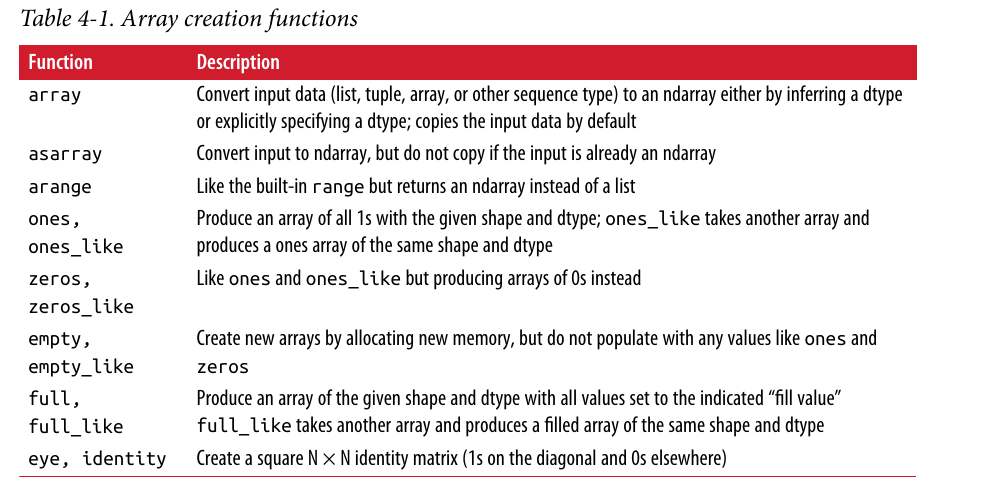 Table 4-1. Array creation functions
Function Description
array Convert input data (list, tuple, array, or other sequence type) to an ndarray either by inferring a dtype
or explicitly specifying a dtype; copies the input data by default
asarray Convert input to ndarray, but do not copy if the input is already an ndarray
arange Like the built-in range but returns an ndarray instead of a list
ones, Produce an array of all 1s with the given shape and dtype; ones_like takes another array and
ones_like produces a ones array of the same shape and dtype
zeros, Like ones and ones_like but producing arrays of 0s instead
zeros_like
empty, Create new arrays by allocating new memory, but do not populate with any values like ones and
empty_like zeros
full, Produce an array of the given shape and dtype with all values set to the indicated “fill value”
full_like full_like takes another array and produces a filled array of the same shape and dtype
eye, identity Create a square N × N identity matrix (1s on the diagonal and 0s elsewhere)